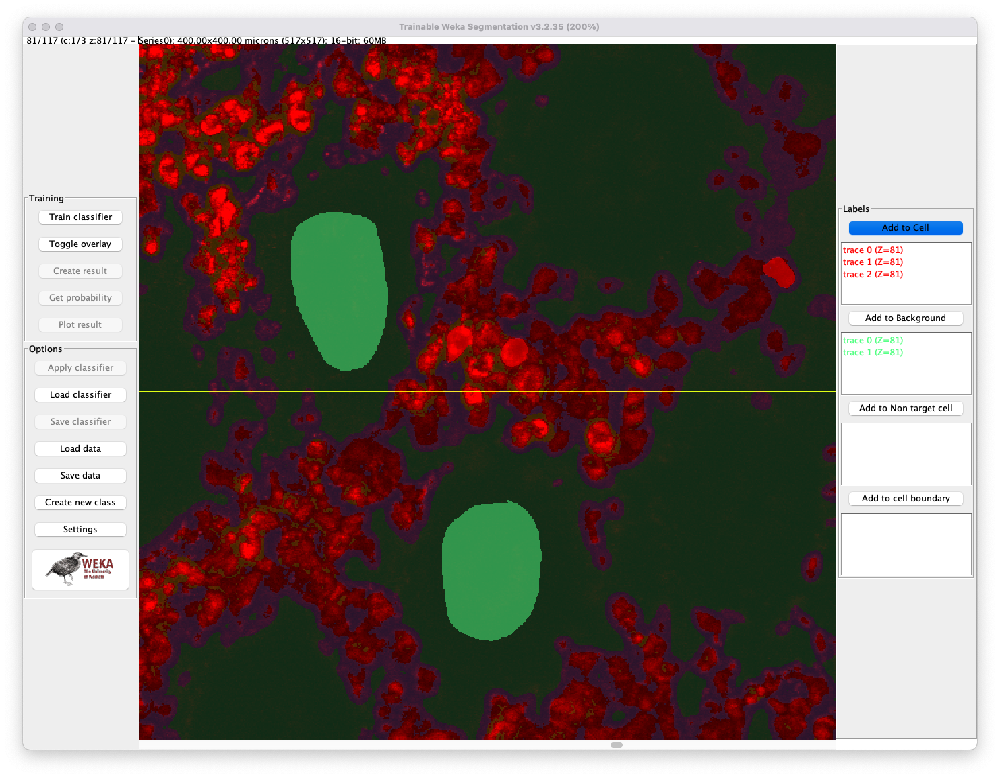 Trainable Weka Segmentation v3.2.35 (200%)
81/117 (c:1/3 z:81/117 - Series0); 400.00x400.00 microns (517x517); 16-bit; 60MB
Training
Train classifier
Toggle overlay
Create result
Get probability
Plot result
Options
Apply classifier
Load classifier
Save classifier
Load data
Save data
Create new class
Settings
WEKA
The University
of Waikato
Labels
Add to Cell
trace 0 (Z=81)
trace 1 (Z=81)
trace 2 (Z=81)
Add to Background
trace 0 (Z=81)
trace 1 (Z=81)
Add to Non target cell
Add to cell boundary